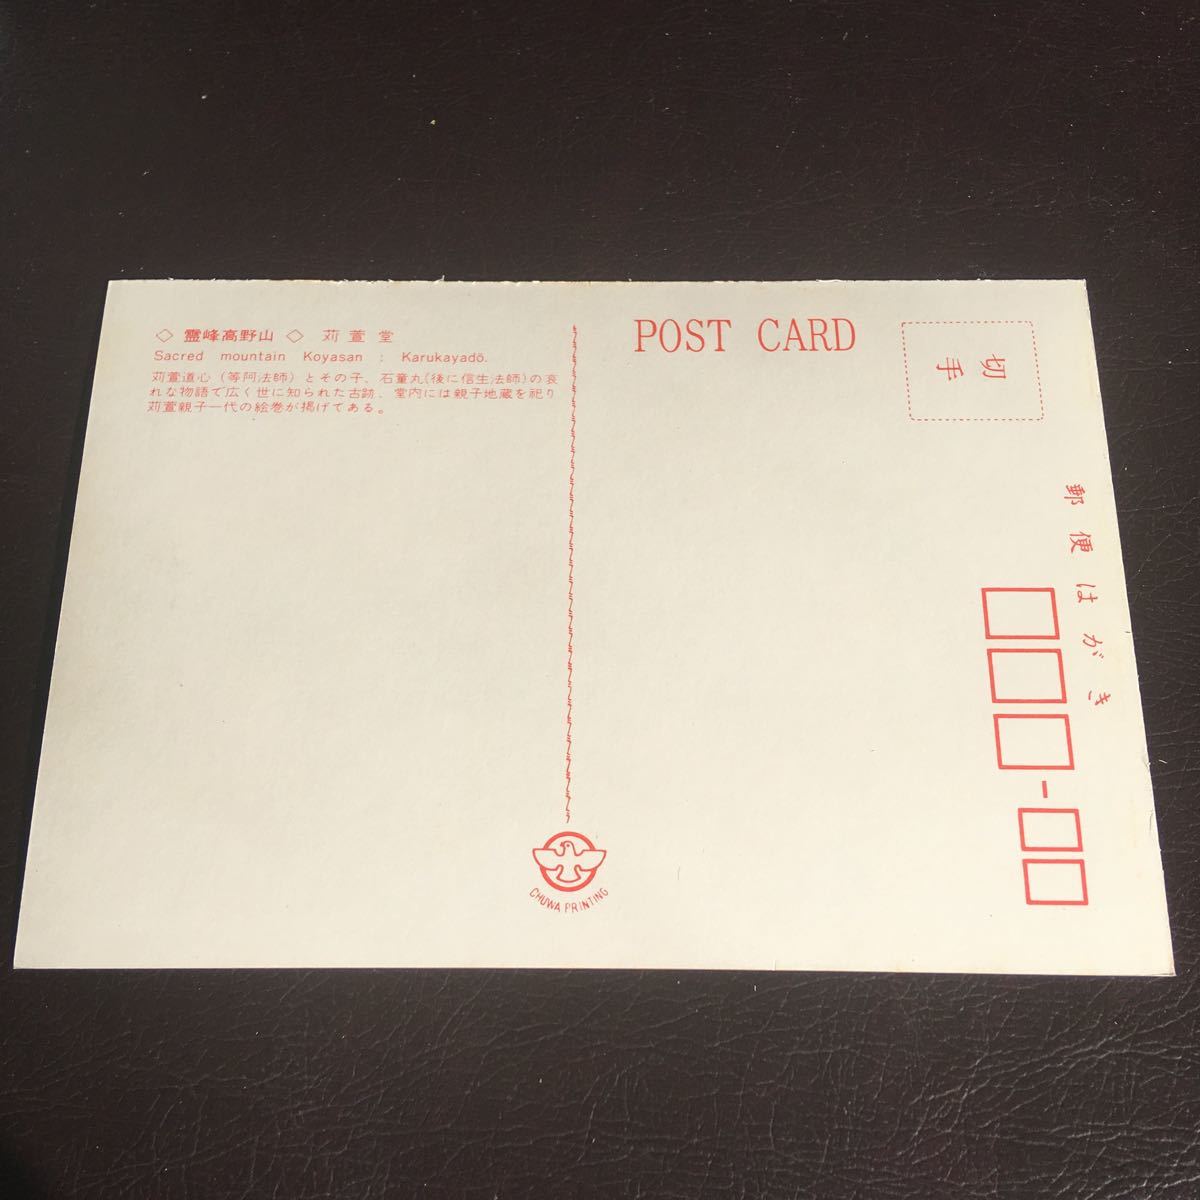 ◇ 霊峰高野山 ◇　苅萱堂
Sacred mountain Koyasan : Karukayadō.
苅萱道心（等阿法師）とその子、石童丸（後に信生法師）の哀
れな物語で広く世に知られた古跡、堂内には親子地蔵を祀り
苅萱親子一代の絵巻が掲げてある。
POST CARD
切手
郵便はがき
CHUWA PRINTING